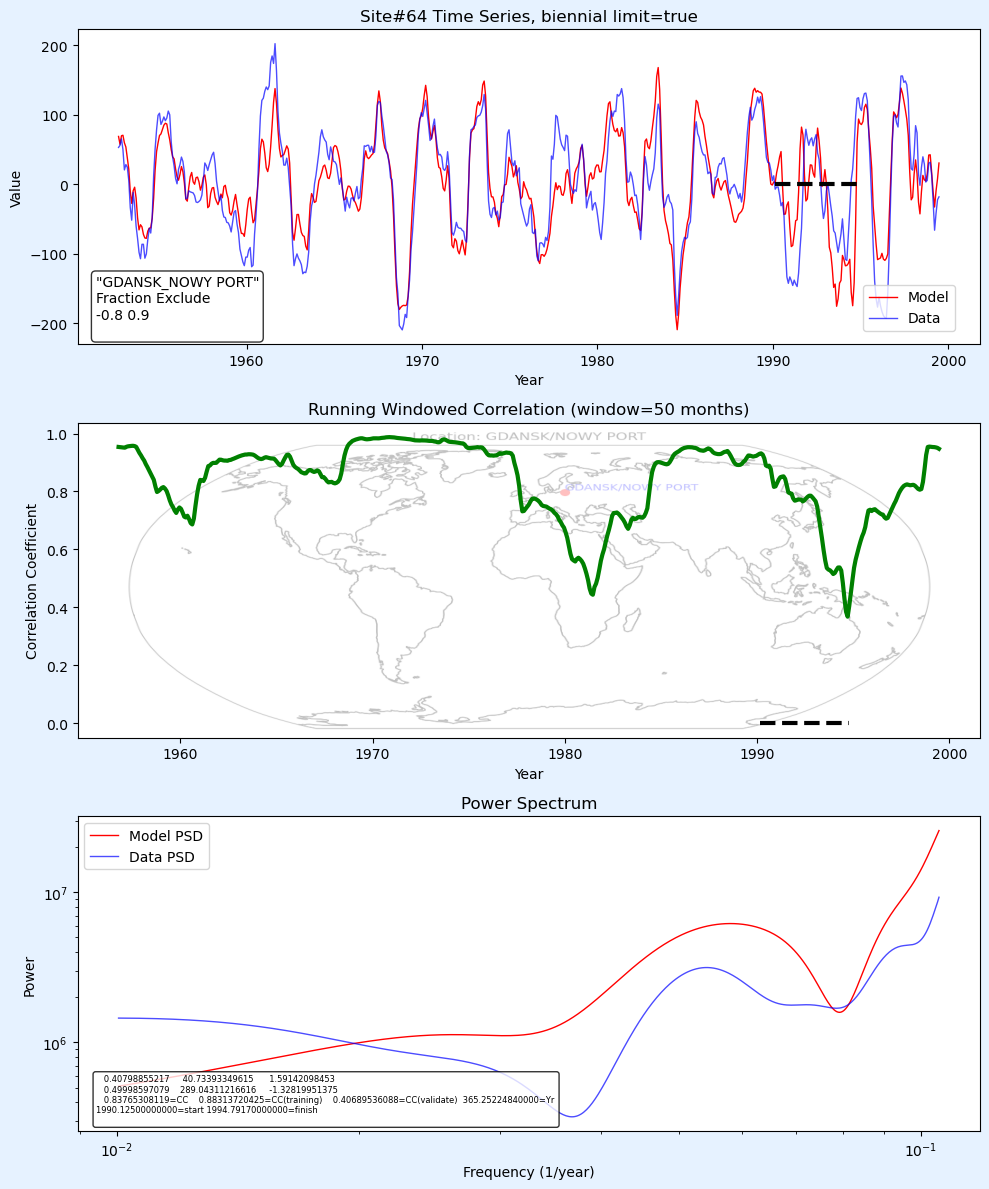 Site#64 Time Series, biennial limit=true
Value
200
100
0
−100
−200
"GDANSK_NOWY PORT"
Fraction Exclude
-0.8 0.9
Model
Data
1960
1970
1980
1990
2000
Year
Running Windowed Correlation (window=50 months)
Location: GDANSK/NOWY PORT
GDANSK/NOWY PORT
Correlation Coefficient
1.0
0.8
0.6
0.4
0.2
0.0
1960
1970
1980
1990
2000
Year
Power Spectrum
Model PSD
Data PSD
Power
10^7
10^6
0.40798855217 40.73393349615 1.59142098453
0.49998597079 289.04311216616 -1.32819951375
0.83765308119=CC 0.88313720425=CC(training) 0.40689536088=CC(validate) 365.25224840000=Yr
1990.12500000000=start 1994.79170000000=finish
10^−2
10^−1
Frequency (1/year)